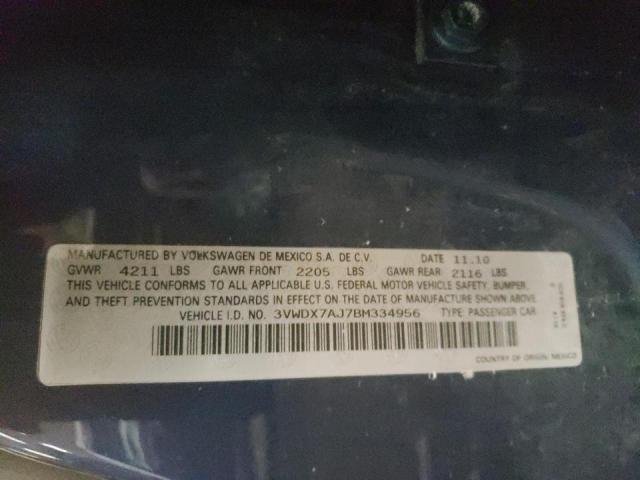 MANUFACTURED BY VOLKSWAGEN DE MEXICO S.A. DE C.V. DATE 11.10
GVWR 4211 LBS GAWR FRONT 2205 LBS GAWR REAR 2116 LBS
THIS VEHICLE CONFORMS TO ALL APPLICABLE U.S. FEDERAL MOTOR VEHICLE SAFETY, BUMPER,
AND THEFT PREVENTION STANDARDS IN EFFECT ON THE DATE OF MANUFACTURE SHOWN ABOVE
VEHICLE I.D. NO. 3VWDX7AJ7BM334956 TYPE: PASSENGER CAR
COUNTRY OF ORIGIN: MEXICO